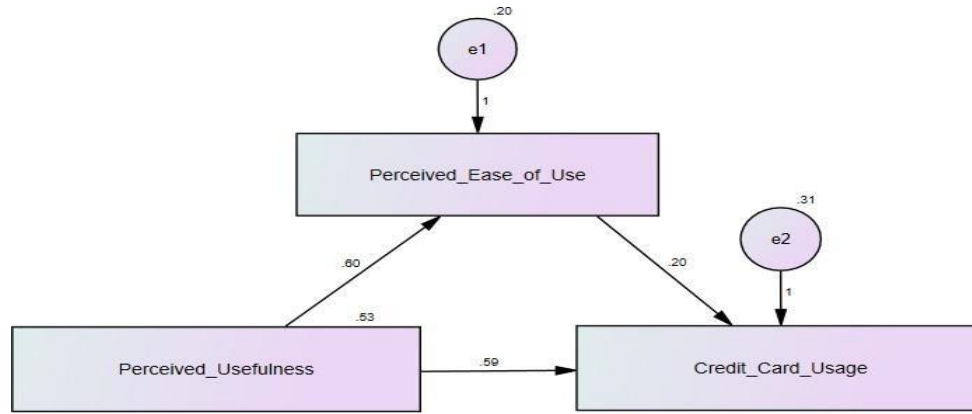 .20
e1
1
Perceived_Ease_of_Use
.31
e2
.60
.20
1
.53
Perceived_Usefulness
.59
Credit_Card_Usage